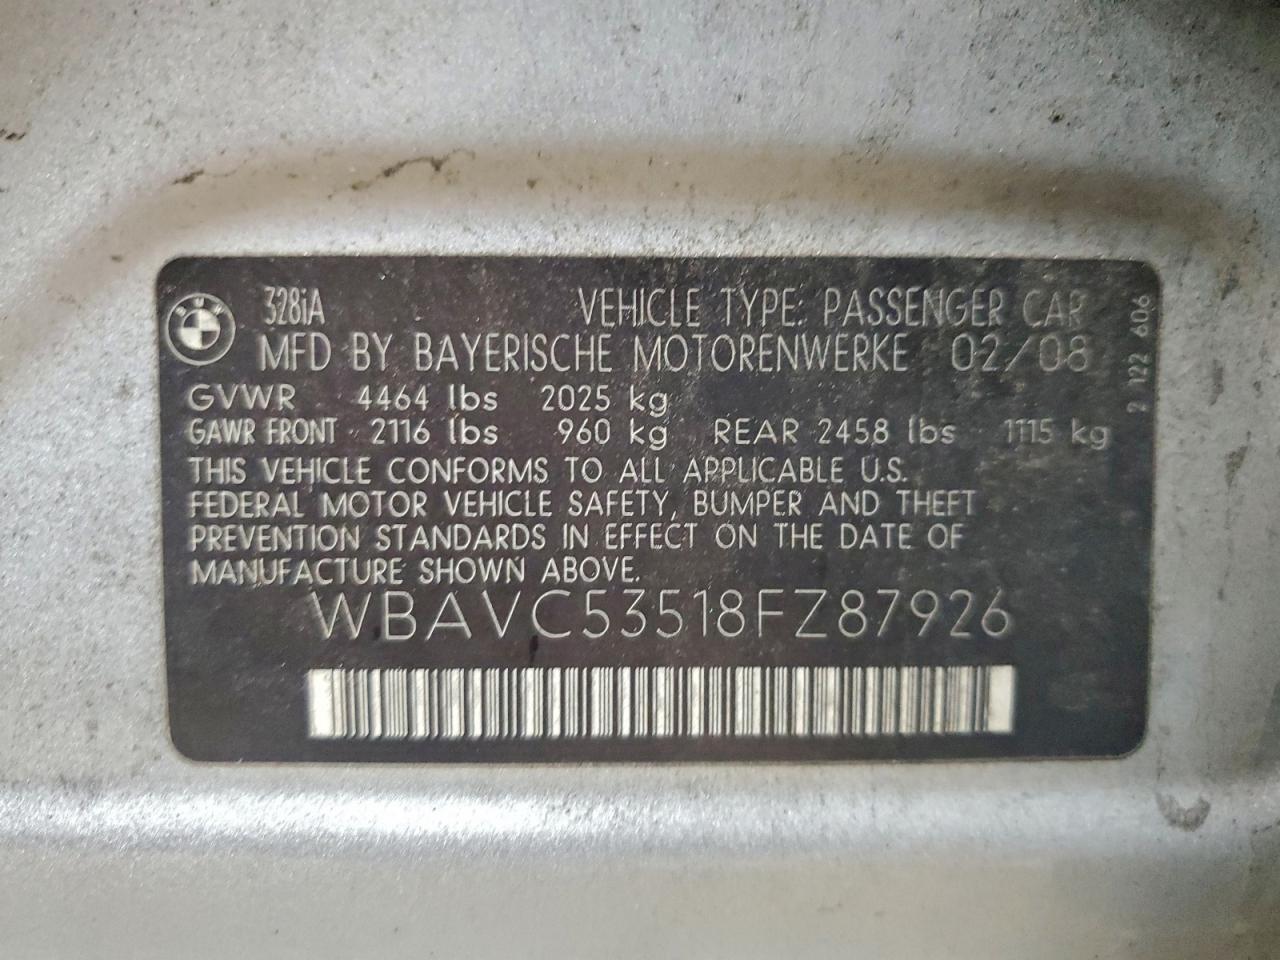 328iA VEHICLE TYPE: PASSENGER CAR
MFD BY BAYERISCHE MOTORENWERKE 02/08
GVWR 4464 lbs 2025 kg
GAWR FRONT 2116 lbs 960 kg REAR 2458 lbs 1115 kg
THIS VEHICLE CONFORMS TO ALL APPLICABLE U.S.
FEDERAL MOTOR VEHICLE SAFETY, BUMPER AND THEFT
PREVENTION STANDARDS IN EFFECT ON THE DATE OF
MANUFACTURE SHOWN ABOVE.
WBAVC53518FZ87926
2 122 606